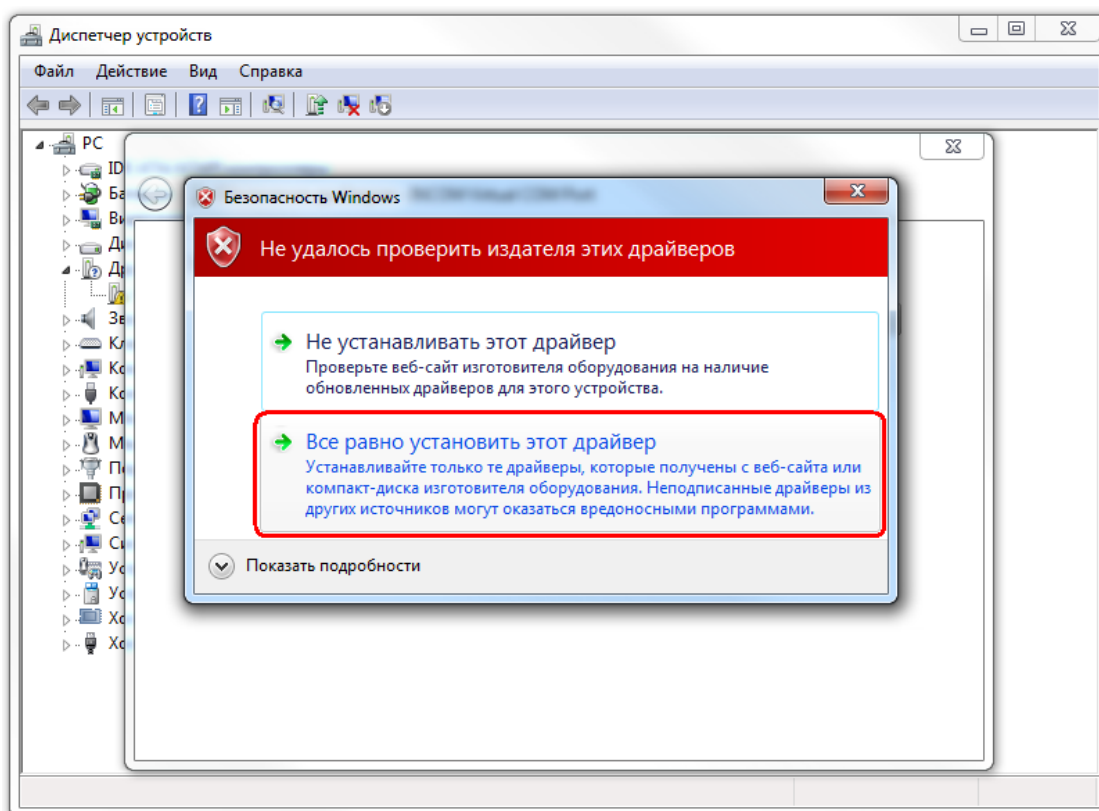 Диспетчер устройств
Файл Действие Вид Справка
PC
Безопасность Windows
Не удалось проверить издателя этих драйверов
Не устанавливать этот драйвер
Проверьте веб-сайт изготовителя оборудования на наличие
обновленных драйверов для этого устройства.
Все равно установить этот драйвер
Устанавливайте только те драйверы, которые получены с веб-сайта или
компакт-диска изготовителя оборудования. Неподписанные драйверы из
других источников могут оказаться вредоносными программами.
Показать подробности